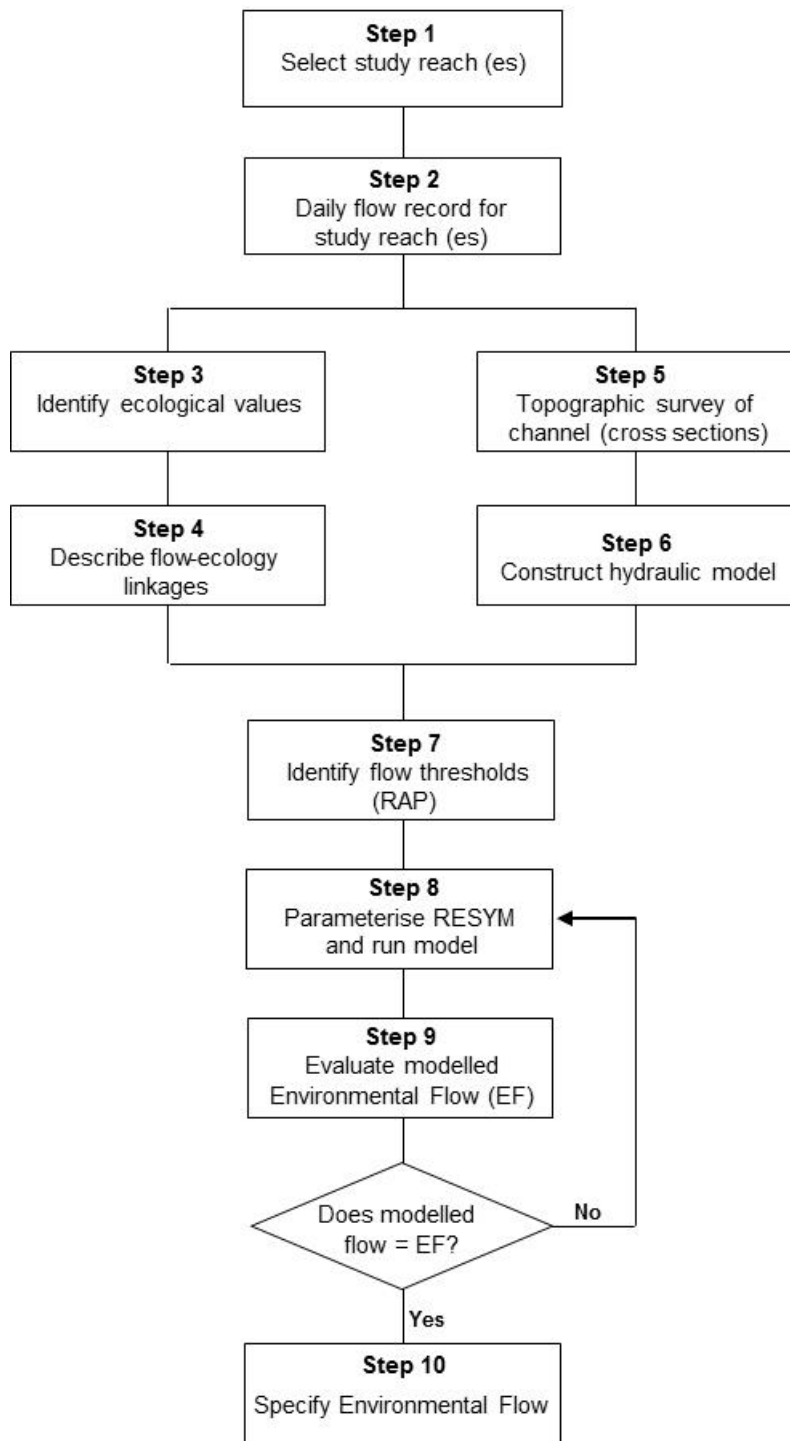 Step 1
Select study reach (es)
Step 2
Daily flow record for
study reach (es)
Step 3
Identify ecological values
Step 5
Topographic survey of
channel (cross sections)
Step 4
Describe flow-ecology
linkages
Step 6
Construct hydraulic model
Step 7
Identify flow thresholds
(RAP)
Step 8
Parameterise RESYM
and run model
Step 9
Evaluate modelled
Environmental Flow (EF)
Does modelled
flow = EF?
No
Yes
Step 10
Specify Environmental Flow